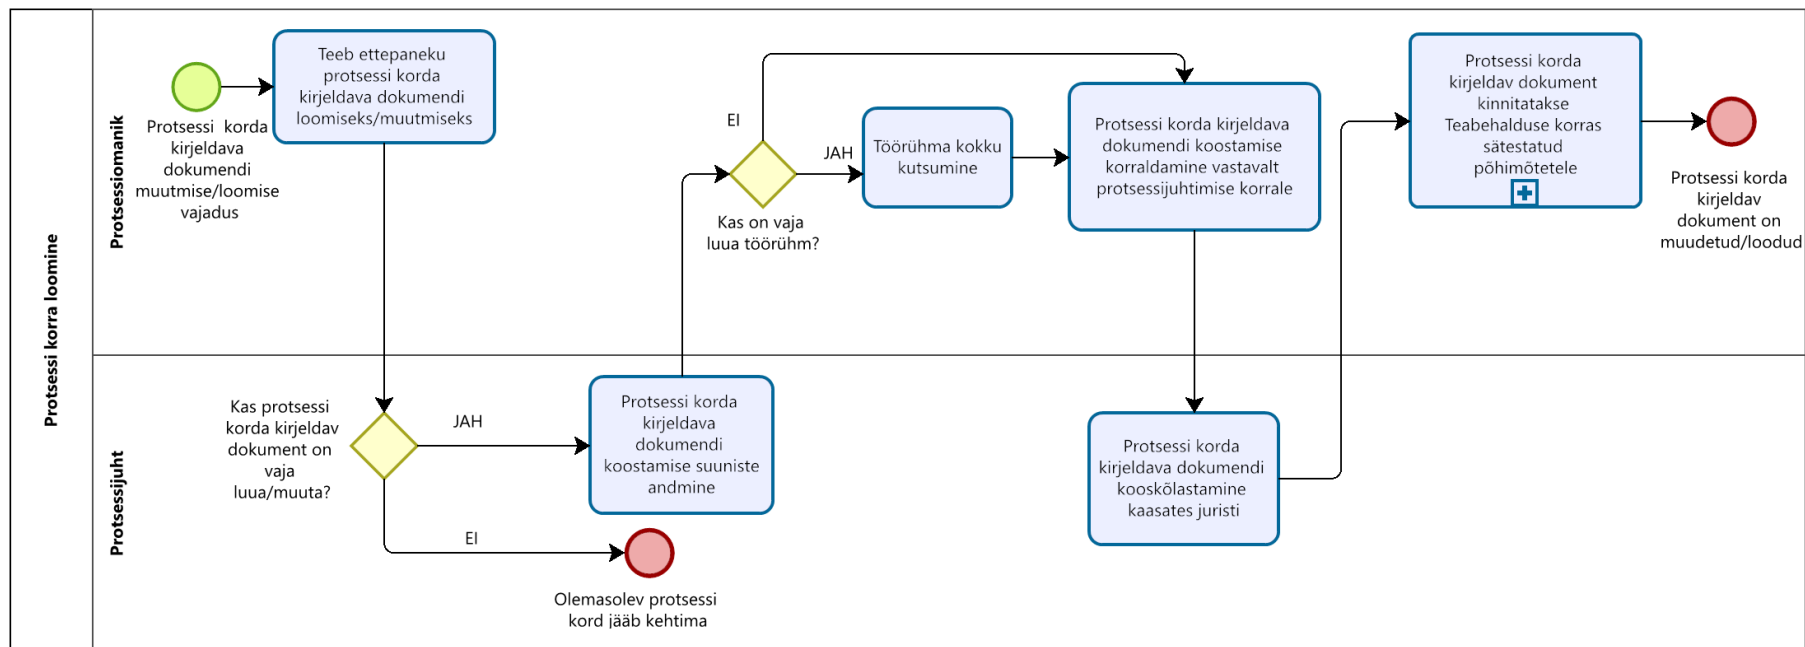 Protsessi korra loomine
Protsessiomanik
Protsessi korda
kirjeldava
dokumendi
muutmise/loomise
vajadus
Teeb ettepaneku
protsessi korda
kirjeldava dokumendi
loomiseks/muutmiseks
EI
JAH
Kas on vaja
luua töörühm?
Töörühma kokku
kutsumine
Protsessi korda kirjeldava
dokumendi koostamise
korraldamine vastavalt
protsessijuhtimise korrale
Protsessi korda
kirjeldav dokument
kinnitatakse
Teabehalduse korras
sätestatud
põhimõtetele
Protsessi korda
kirjeldav
dokument on
muudetud/loodud
Protsessijuht
Kas protsessi
korda kirjeldav
dokument on
vaja
luua/muuta?
JAH
EI
Protsessi korda
kirjeldava
dokumendi
koostamise suuniste
andmine
Olemasolev protsessi
kord jääb kehtima
Protsessi korda
kirjeldava dokumendi
kooskõlastamine
kaasates juristi